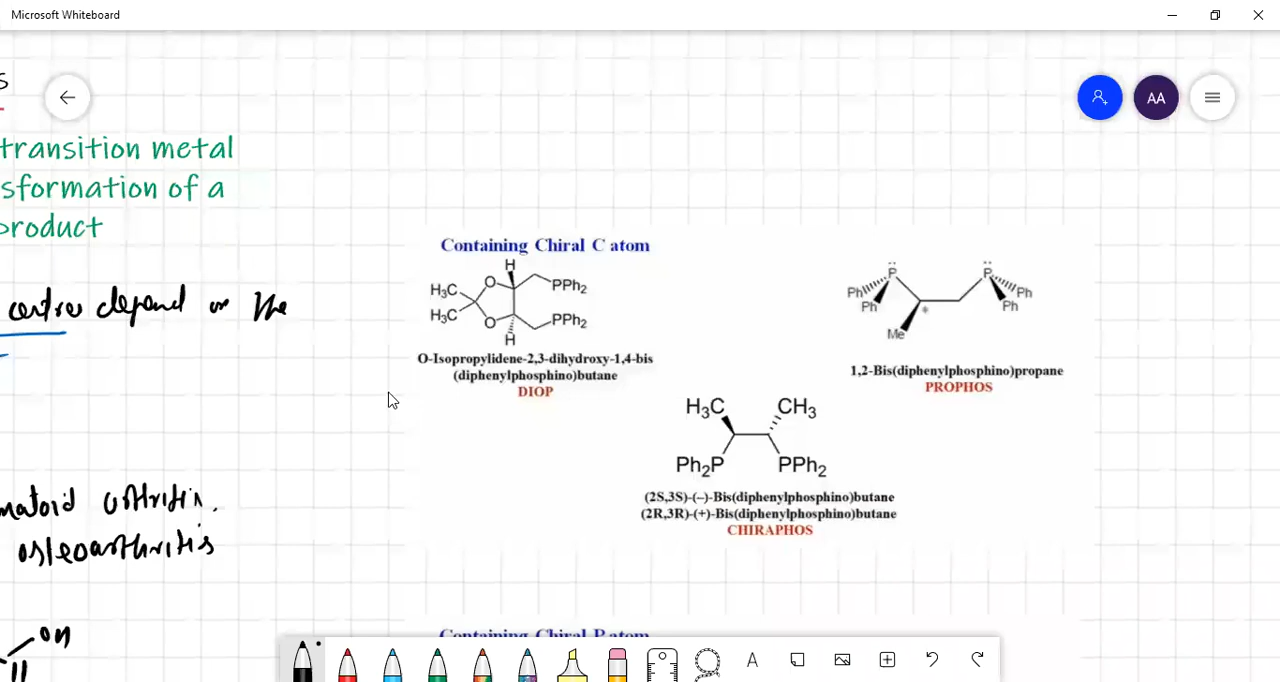 Microsoft Whiteboard
s
AA
transition metal
sformation of a
product
depend on the
Containing Chiral C atom
H
H3C
O
PPh2
H3C
O
PPh2
H
O-Isopropylidene-2,3-dihydroxy-1,4-bis
(diphenylphosphino)butane
DIOP
P
P
Ph
Ph
Ph
Ph
*
Me
1,2-Bis(diphenylphosphino)propane
PROPHOS
H3C
CH3
Ph2P
PPh2
(2S,3S)-(–)-Bis(diphenylphosphino)butane
(2R,3R)-(+)-Bis(diphenylphosphino)butane
CHIRAPHOS
matoid
osteoarthritis
OH
Containing Chiral P atom
A